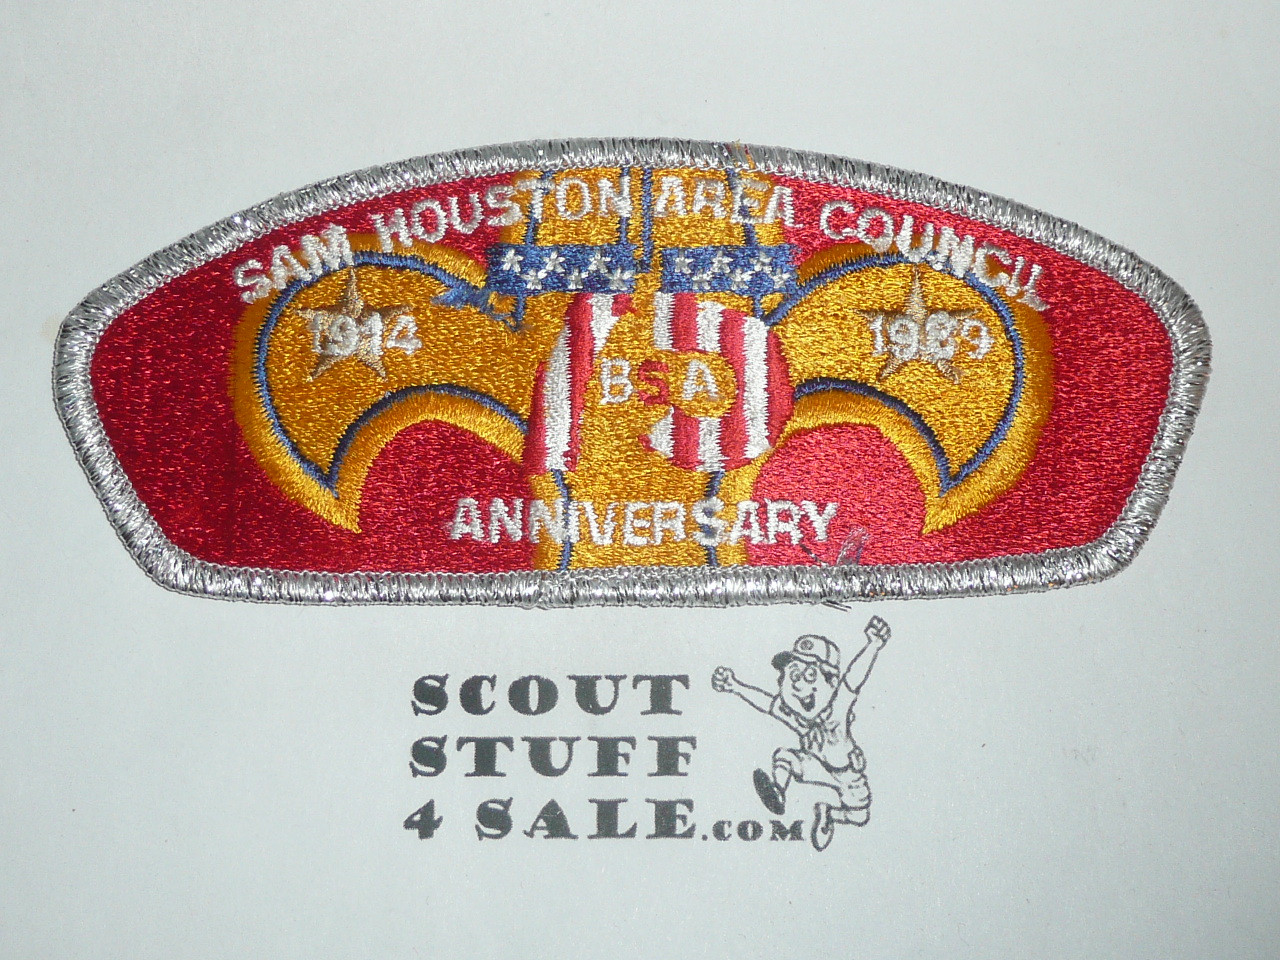 SAM HOUSTON AREA COUNCIL
1914 1989
BSA
ANNIVERSARY
SCOUT
STUFF
4 SALE.COM